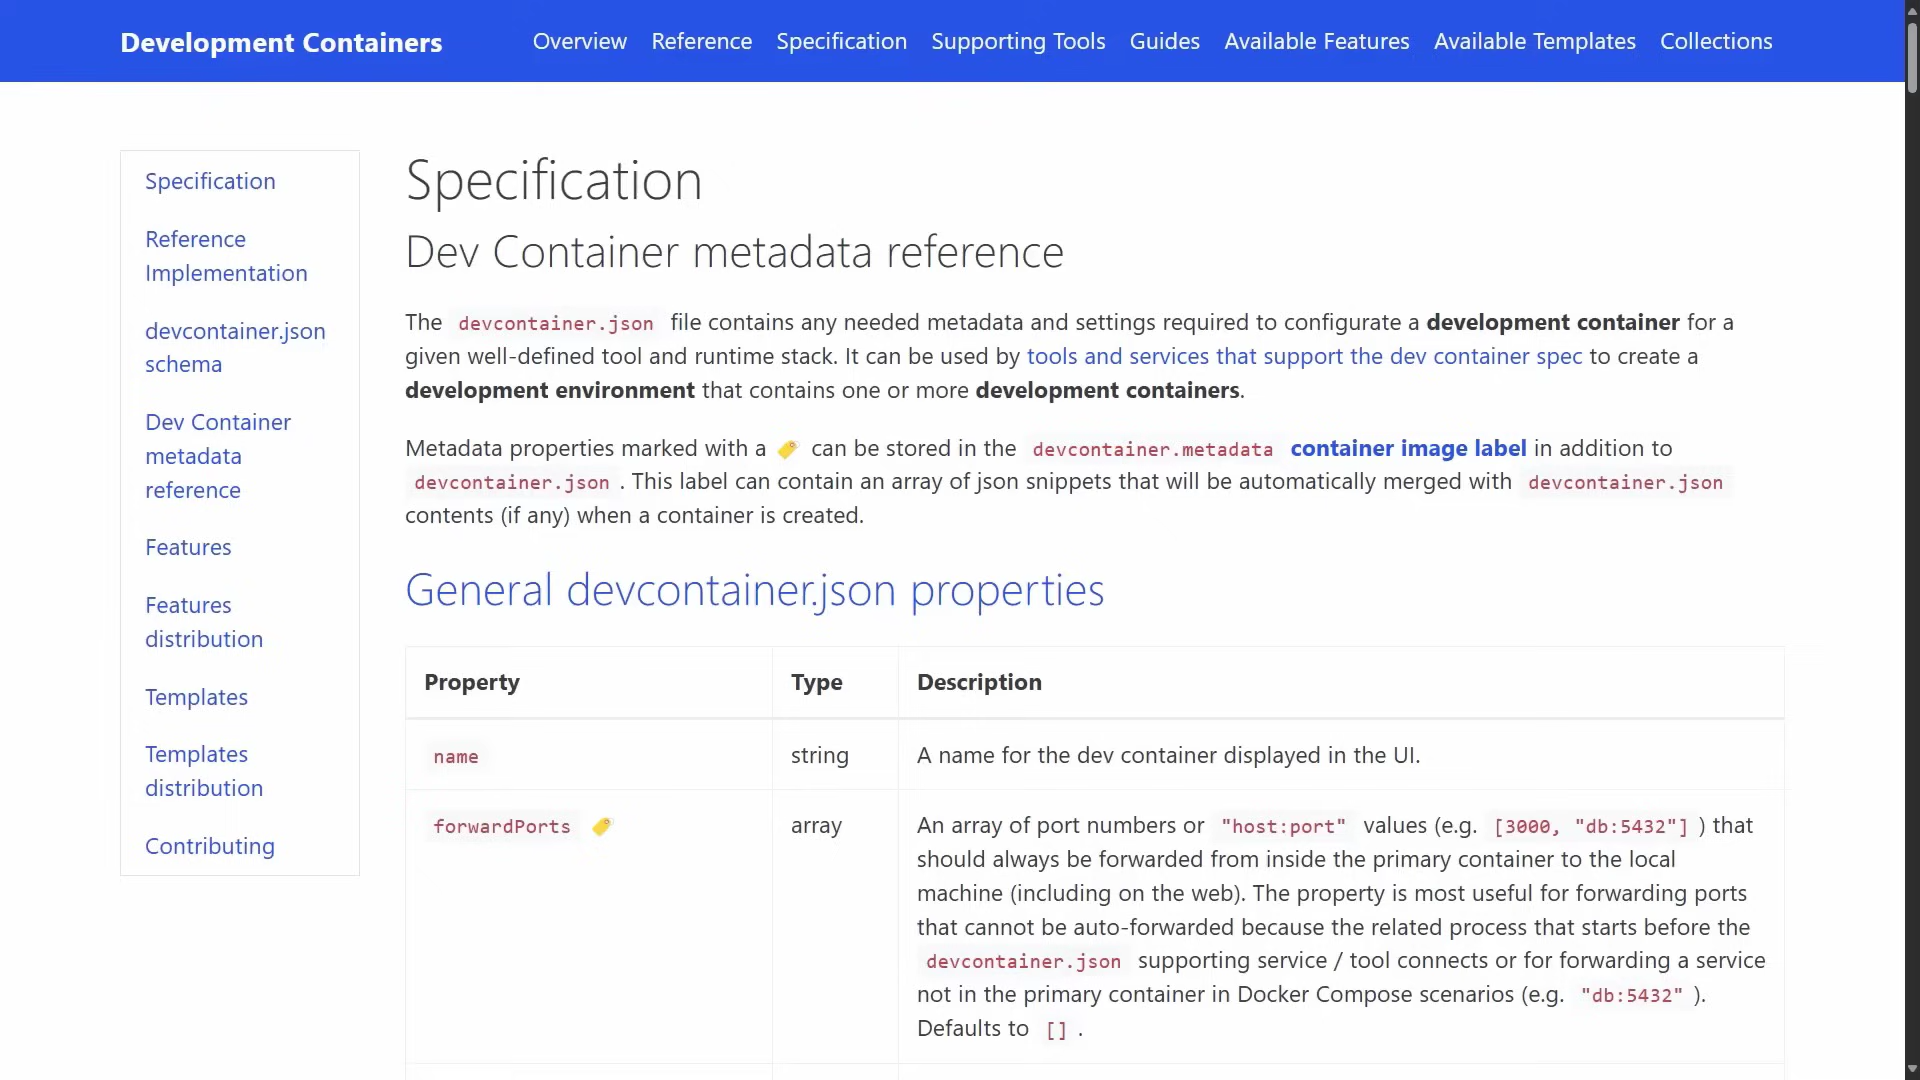 Development Containers
Overview Reference Specification Supporting Tools Guides Available Features Available Templates Collections
Specification
Reference
Implementation
devcontainer.json
schema
Dev Container
metadata
reference
Features
Features
distribution
Templates
Templates
distribution
Contributing
Specification
Dev Container metadata reference
The devcontainer.json file contains any needed metadata and settings required to configurate a development container for a
given well-defined tool and runtime stack. It can be used by tools and services that support the dev container spec to create a
development environment that contains one or more development containers.
Metadata properties marked with a 🏷️ can be stored in the devcontainer.metadata container image label in addition to
devcontainer.json . This label can contain an array of json snippets that will be automatically merged with devcontainer.json
contents (if any) when a container is created.
General devcontainer.json properties
Property Type Description
name string A name for the dev container displayed in the UI.
forwardPorts 🏷️ array An array of port numbers or "host:port" values (e.g. [3000, "db:5432"] ) that
should always be forwarded from inside the primary container to the local
machine (including on the web). The property is most useful for forwarding ports
that cannot be auto-forwarded because the related process that starts before the
devcontainer.json supporting service / tool connects or for forwarding a service
not in the primary container in Docker Compose scenarios (e.g. "db:5432" ).
Defaults to [] .